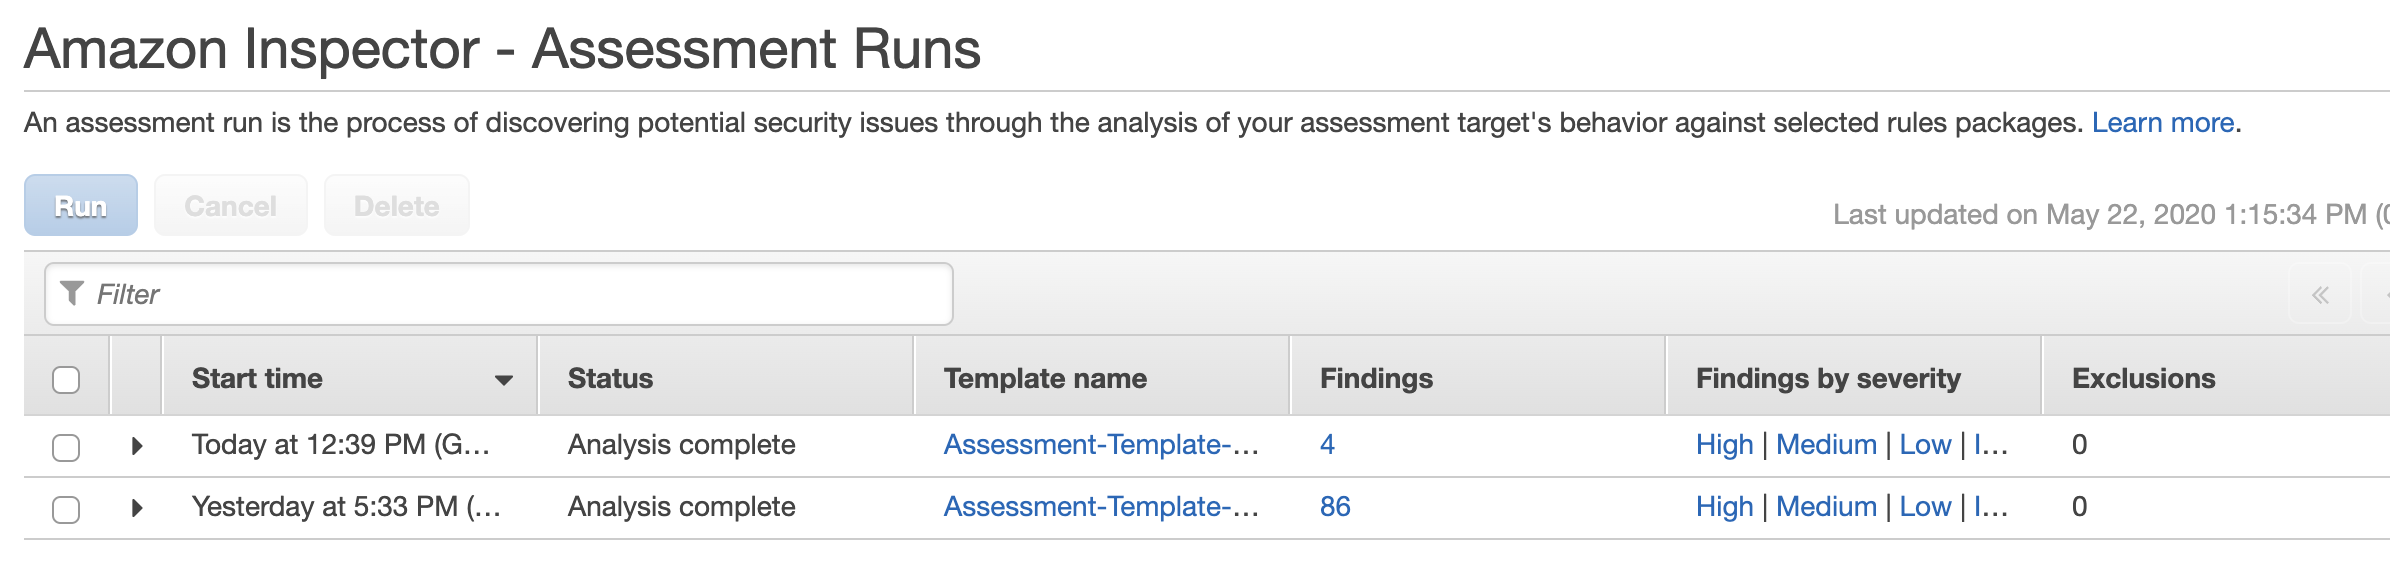 Amazon Inspector - Assessment Runs
An assessment run is the process of discovering potential security issues through the analysis of your assessment target's behavior against selected rules packages. Learn more.
Run Cancel Delete
Last updated on May 22, 2020 1:15:34 PM (
Filter «
Start time Status Template name Findings Findings by severity Exclusions
Today at 12:39 PM (G... Analysis complete Assessment-Template-... 4 High | Medium | Low | I... 0
Yesterday at 5:33 PM (... Analysis complete Assessment-Template-... 86 High | Medium | Low | I... 0